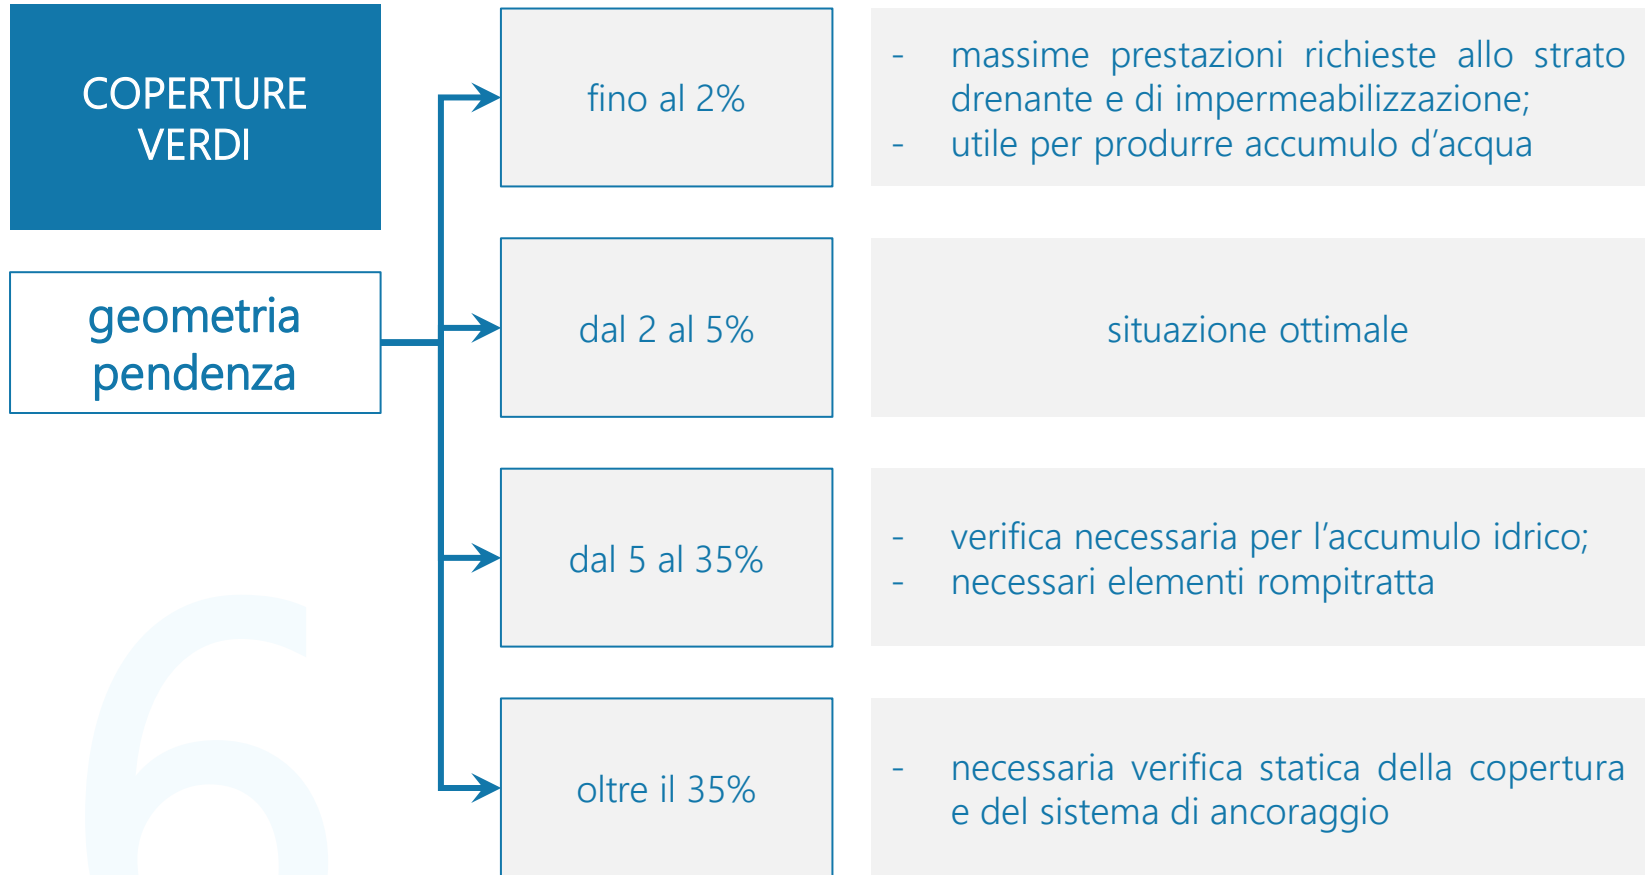 COPERTURE
VERDI
geometria
pendenza
fino al 2%
- massime prestazioni richieste allo strato
drenante e di impermeabilizzazione;
- utile per produrre accumulo d’acqua
dal 2 al 5%
situazione ottimale
dal 5 al 35%
- verifica necessaria per l’accumulo idrico;
- necessari elementi rompitratta
oltre il 35%
- necessaria verifica statica della copertura
e del sistema di ancoraggio
6